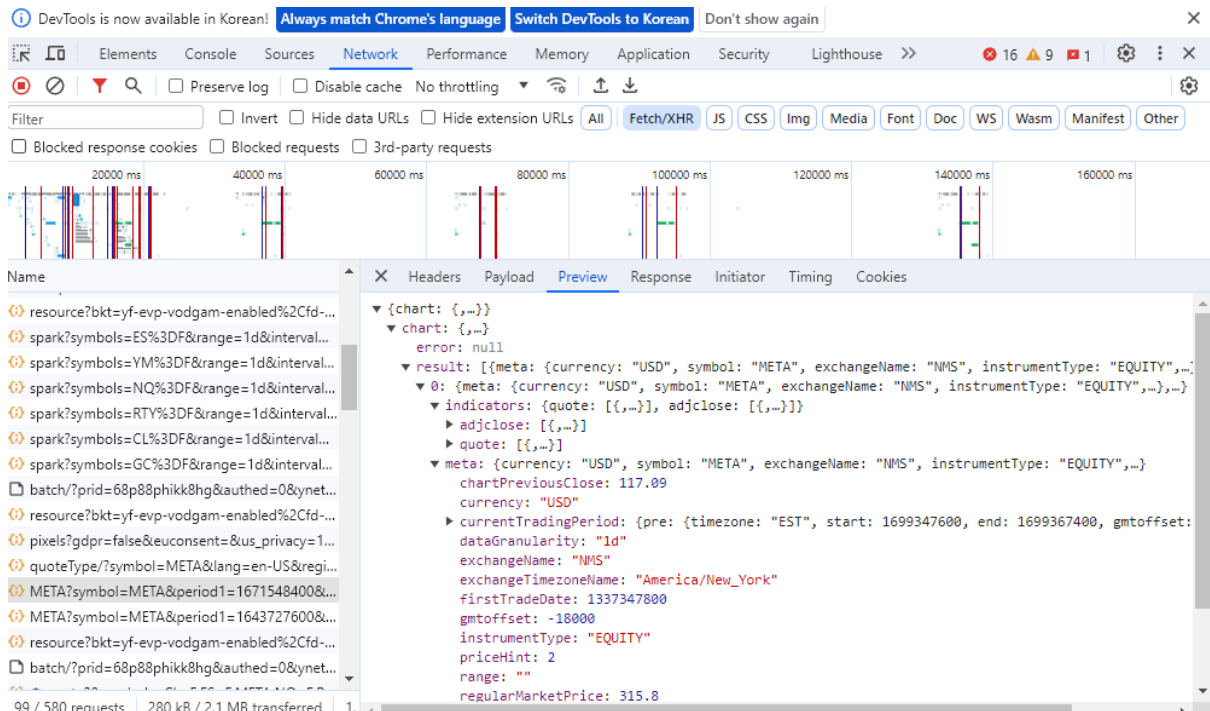 DevTools is now available in Korean! Always match Chrome's language Switch DevTools to Korean Don't show again
Elements Console Sources Network Performance Memory Application Security Lighthouse 16 9 1
Preserve log Disable cache No throttling
Filter Invert Hide data URLs Hide extension URLs All Fetch/XHR JS CSS Img Media Font Doc WS Wasm Manifest Other
Blocked response cookies Blocked requests 3rd-party requests
20000 ms 40000 ms 60000 ms 80000 ms 100000 ms 120000 ms 140000 ms 160000 ms
Name
resource?bkt=yf-evp-vodgam-enabled%2Cfd-...
spark?symbols=ES%3DF&range=1d&interval...
spark?symbols=YM%3DF&range=1d&interval...
spark?symbols=NQ%3DF&range=1d&interval...
spark?symbols=RTY%3DF&range=1d&interval...
spark?symbols=CL%3DF&range=1d&interval...
spark?symbols=GC%3DF&range=1d&interval...
batch/?prid=68p88phikk8hg&authed=0&ynet...
resource?bkt=yf-evp-vodgam-enabled%2Cfd-...
pixels?gdpr=false&euconsent=&us_privacy=1...
quoteType/?symbol=META&lang=en-US&regi...
META?symbol=META&period1=1671548400&...
META?symbol=META&period1=1643727600&...
resource?bkt=yf-evp-vodgam-enabled%2Cfd-...
batch/?prid=68p88phikk8hg&authed=0&ynet...
99 / 580 requests 280 kB / 2.1 MB transferred 1.
Headers Payload Preview Response Initiator Timing Cookies
{chart: {,…}}
chart: {,…}
error: null
result: [{meta: {currency: "USD", symbol: "META", exchangeName: "NMS", instrumentType: "EQUITY",…]
0: {meta: {currency: "USD", symbol: "META", exchangeName: "NMS", instrumentType: "EQUITY",…},…}
indicators: {quote: [{,…}], adjclose: [{,…}]}
adjclose: [{,…}]
quote: [{,…}]
meta: {currency: "USD", symbol: "META", exchangeName: "NMS", instrumentType: "EQUITY",…}
chartPreviousClose: 117.09
currency: "USD"
currentTradingPeriod: {pre: {timezone: "EST", start: 1699347600, end: 1699367400, gmtoffset:
dataGranularity: "1d"
exchangeName: "NMS"
exchangeTimezoneName: "America/New_York"
firstTradeDate: 1337347800
gmtoffset: -18000
instrumentType: "EQUITY"
priceHint: 2
range: ""
regularMarketPrice: 315.8